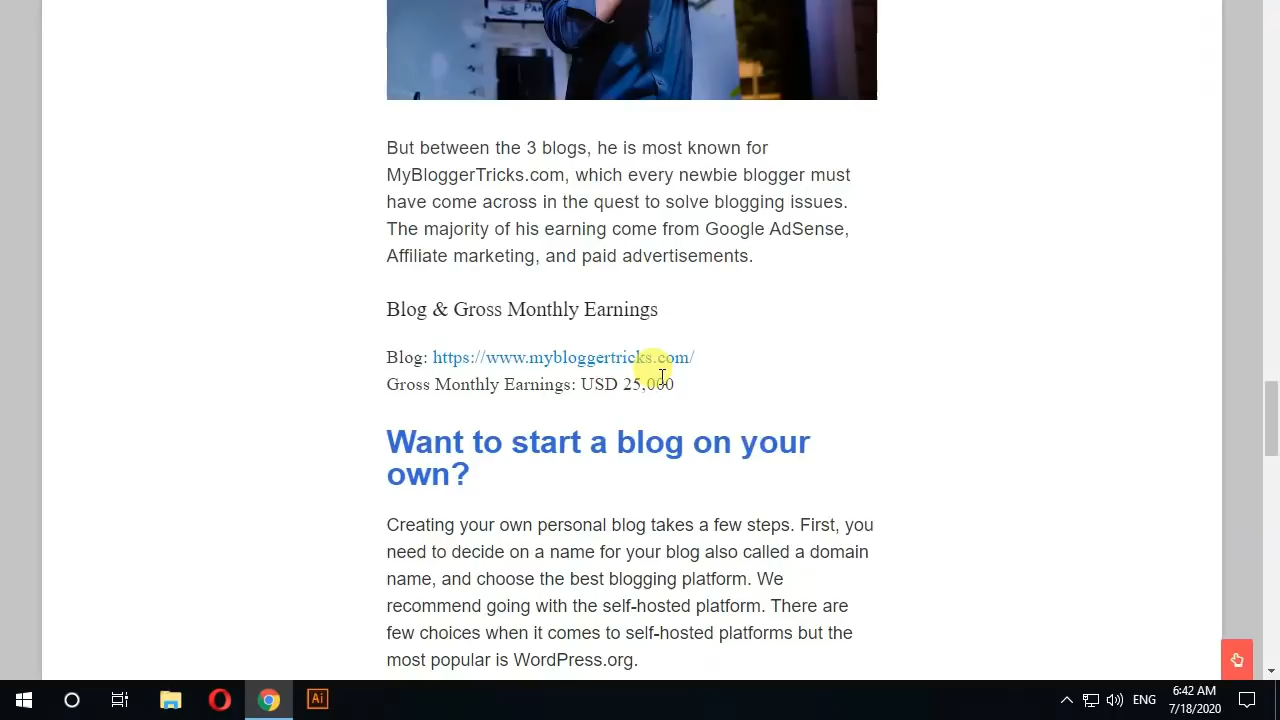 But between the 3 blogs, he is most known for
MyBloggerTricks.com, which every newbie blogger must
have come across in the quest to solve blogging issues.
The majority of his earning come from Google AdSense,
Affiliate marketing, and paid advertisements.
Blog & Gross Monthly Earnings
Blog: https://www.mybloggertricks.com/
Gross Monthly Earnings: USD 25,000
Want to start a blog on your
own?
Creating your own personal blog takes a few steps. First, you
need to decide on a name for your blog also called a domain
name, and choose the best blogging platform. We
recommend going with the self-hosted platform. There are
few choices when it comes to self-hosted platforms but the
most popular is WordPress.org.
Ai
ENG
6:42 AM
7/18/2020